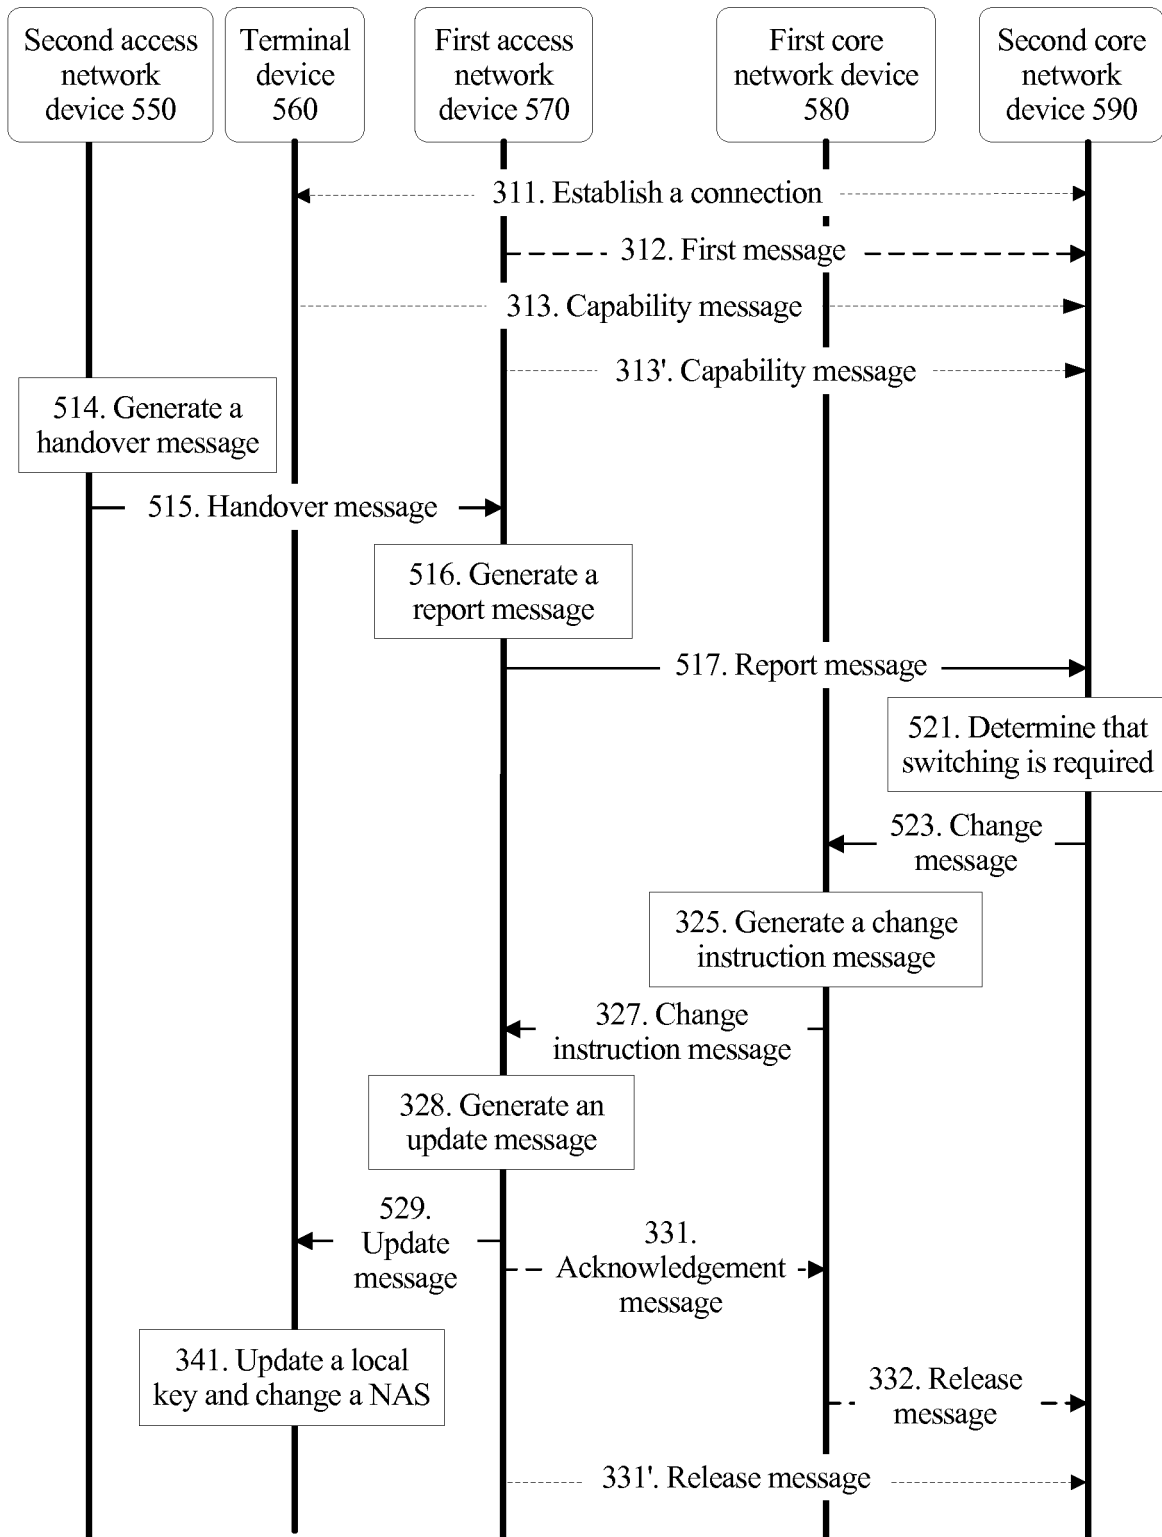 Second access
network
device 550
Terminal
device
560
First access
network
device 570
First core
network device
580
Second core
network
device 590
311. Establish a connection
312. First message
313. Capability message
313'. Capability message
514. Generate a
handover message
515. Handover message
516. Generate a
report message
517. Report message
521. Determine that
switching is required
523. Change
message
325. Generate a change
instruction message
327. Change
instruction message
328. Generate an
update message
529.
Update
message
331.
Acknowledgement
message
341. Update a local
key and change a NAS
332. Release
message
331'. Release message